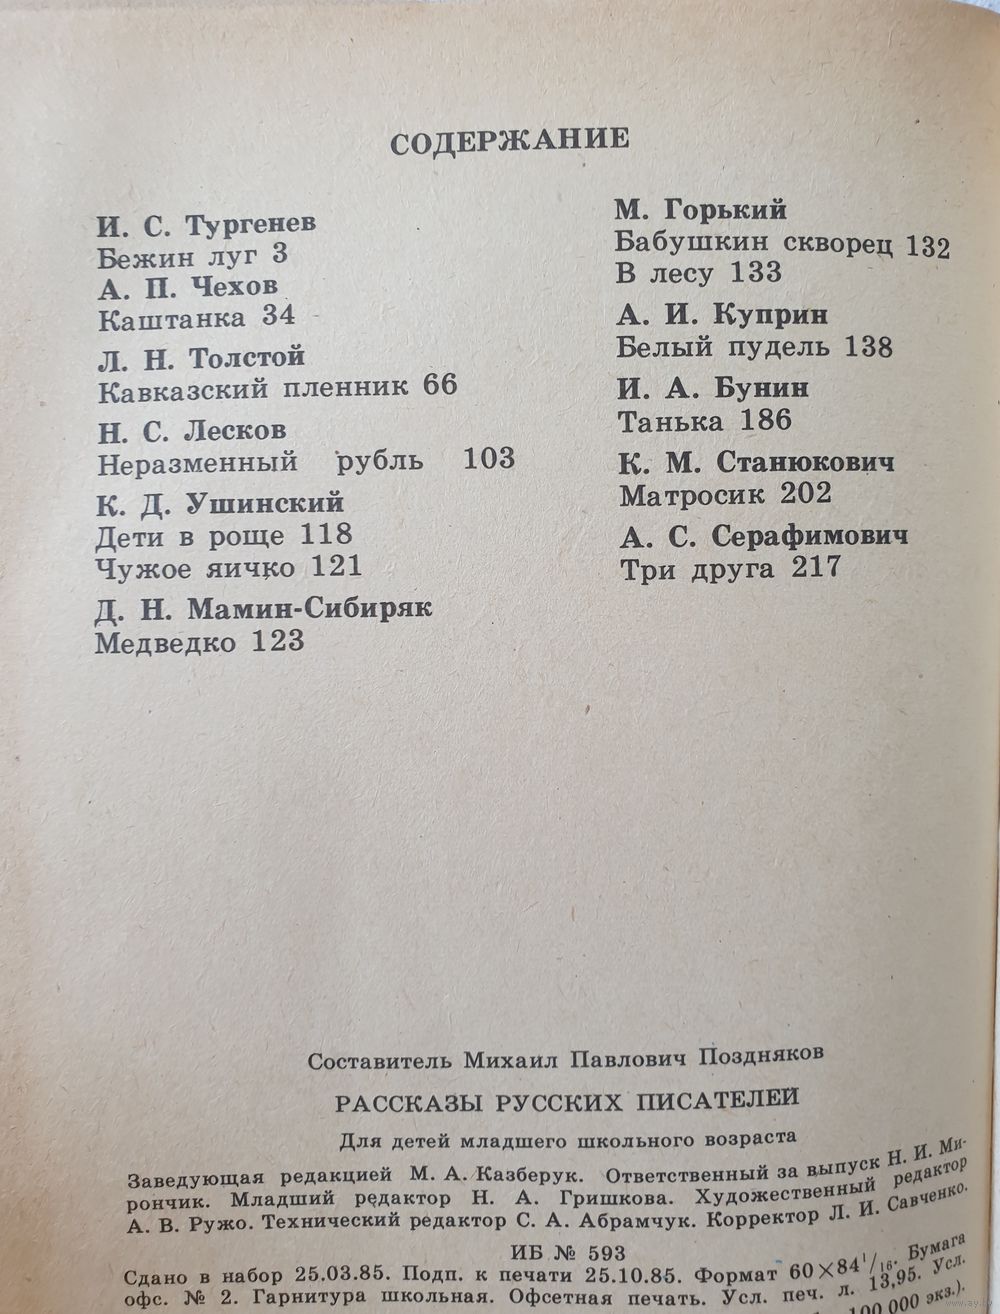 СОДЕРЖАНИЕ
И. С. Тургенев
Бежин луг 3
А. П. Чехов
Каштанка 34
Л. Н. Толстой
Кавказский пленник 66
Н. С. Лесков
Неразменный рубль 103
К. Д. Ушинский
Дети в роще 118
Чужое яичко 121
Д. Н. Мамин-Сибиряк
Медведко 123
М. Горький
Бабушкин скворец 132
В лесу 133
А. И. Куприн
Белый пудель 138
И. А. Бунин
Танька 186
К. М. Станюкович
Матросик 202
А. С. Серафимович
Три друга 217
Составитель Михаил Павлович Поздняков
РАССКАЗЫ РУССКИХ ПИСАТЕЛЕЙ
Для детей младшего школьного возраста
Заведующая редакцией М. А. Казберук. Ответственный за выпуск Н. И. Ми-
рончик. Младший редактор Н. А. Гришкова. Художественный редактор
А. В. Ружо. Технический редактор С. А. Абрамчук. Корректор Л. И. Савченко.
ИБ № 593
Сдано в набор 25.03.85. Подп. к печати 25.10.85. Формат 60×84 1/16. Бумага
офс. № 2. Гарнитура школьная. Офсетная печать. Усл. печ. л. 13,95. Усл.
100 000 экз.).